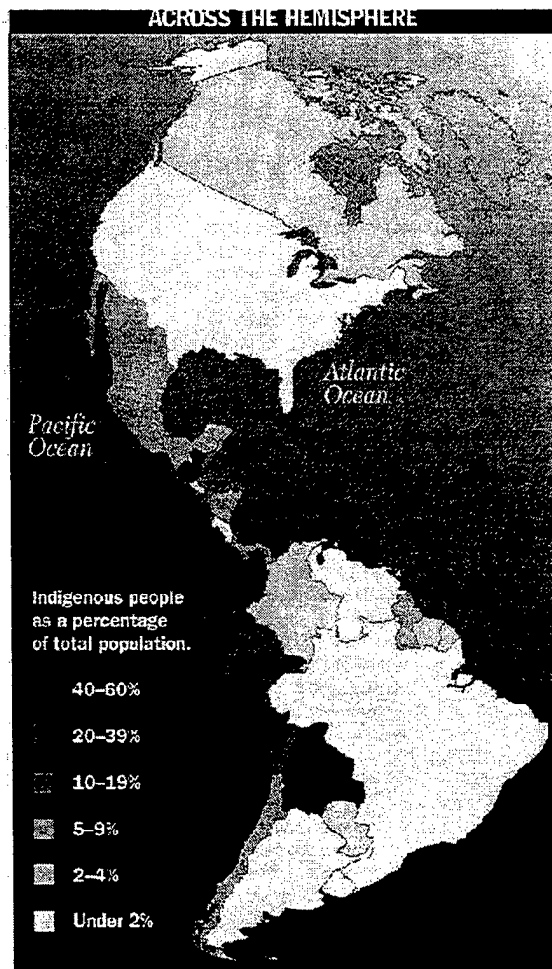 ACROSS THE HEMISPHERE
Atlantic
Ocean
Pacific
Ocean
Indigenous people
as a percentage
of total population.
40–60%
20–39%
10–19%
5–9%
2–4%
Under 2%